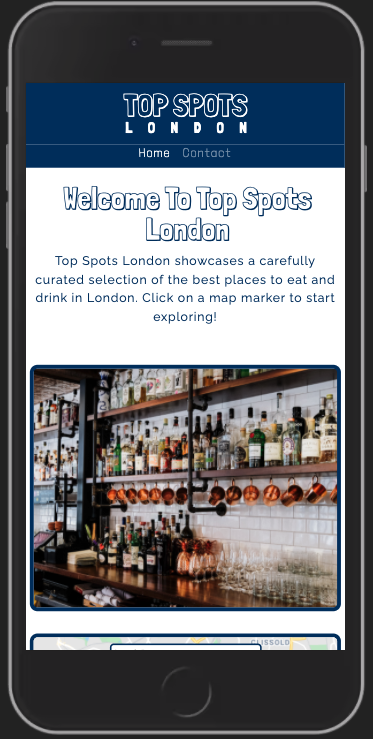 TOP SPOTS
LONDON
Home Contact
Welcome To Top Spots
London
Top Spots London showcases a carefully
curated selection of the best places to eat and
drink in London. Click on a map marker to start
exploring!
CLISSOLD